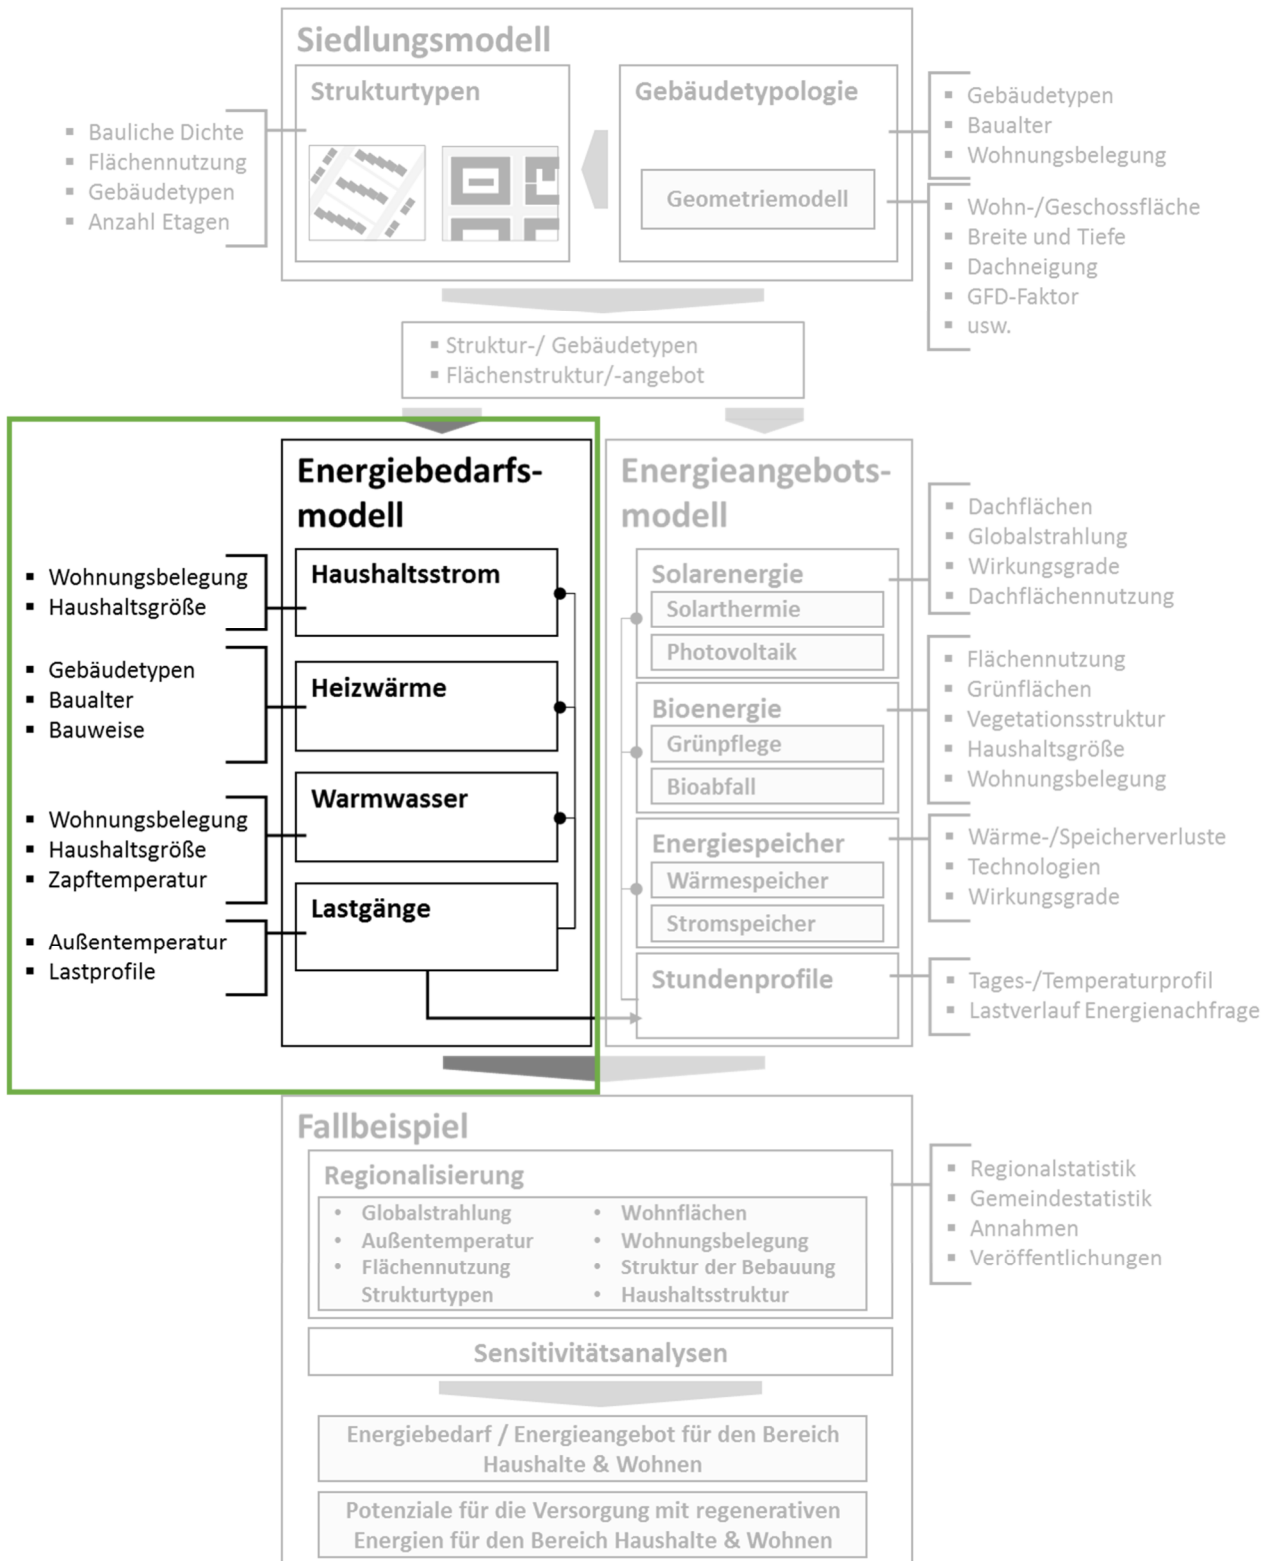 Siedlungsmodell
Strukturtypen
Gebäudetypologie
Geometriemodell
▪ Bauliche Dichte
▪ Flächennutzung
▪ Gebäudetypen
▪ Anzahl Etagen
▪ Gebäudetypen
▪ Baualter
▪ Wohnungsbelegung
▪ Wohn-/Geschossfläche
▪ Breite und Tiefe
▪ Dachneigung
▪ GFD-Faktor
▪ usw.
▪ Struktur-/ Gebäudetypen
▪ Flächenstruktur/-angebot
Energiebedarfs-
modell
Haushaltsstrom
▪ Wohnungsbelegung
▪ Haushaltsgröße
Heizwärme
▪ Gebäudetypen
▪ Baualter
▪ Bauweise
Warmwasser
▪ Wohnungsbelegung
▪ Haushaltsgröße
▪ Zapftemperatur
Lastgänge
▪ Außentemperatur
▪ Lastprofile
Energieangebots-
modell
Solarenergie
Solarthermie
Photovoltaik
▪ Dachflächen
▪ Globalstrahlung
▪ Wirkungsgrade
▪ Dachflächennutzung
Bioenergie
Grünpflege
Bioabfall
▪ Flächennutzung
▪ Grünflächen
▪ Vegetationsstruktur
▪ Haushaltsgröße
▪ Wohnungsbelegung
Energiespeicher
Wärmespeicher
Stromspeicher
▪ Wärme-/Speicherverluste
▪ Technologien
▪ Wirkungsgrade
Stundenprofile
▪ Tages-/Temperaturprofil
▪ Lastverlauf Energienachfrage
Fallbeispiel
Regionalisierung
• Globalstrahlung
• Außentemperatur
• Flächennutzung
Strukturtypen
• Wohnflächen
• Wohnungsbelegung
• Struktur der Bebauung
• Haushaltsstruktur
▪ Regionalstatistik
▪ Gemeindestatistik
▪ Annahmen
▪ Veröffentlichungen
Sensitivitätsanalysen
Energiebedarf / Energieangebot für den Bereich
Haushalte & Wohnen
Potenziale für die Versorgung mit regenerativen
Energien für den Bereich Haushalte & Wohnen